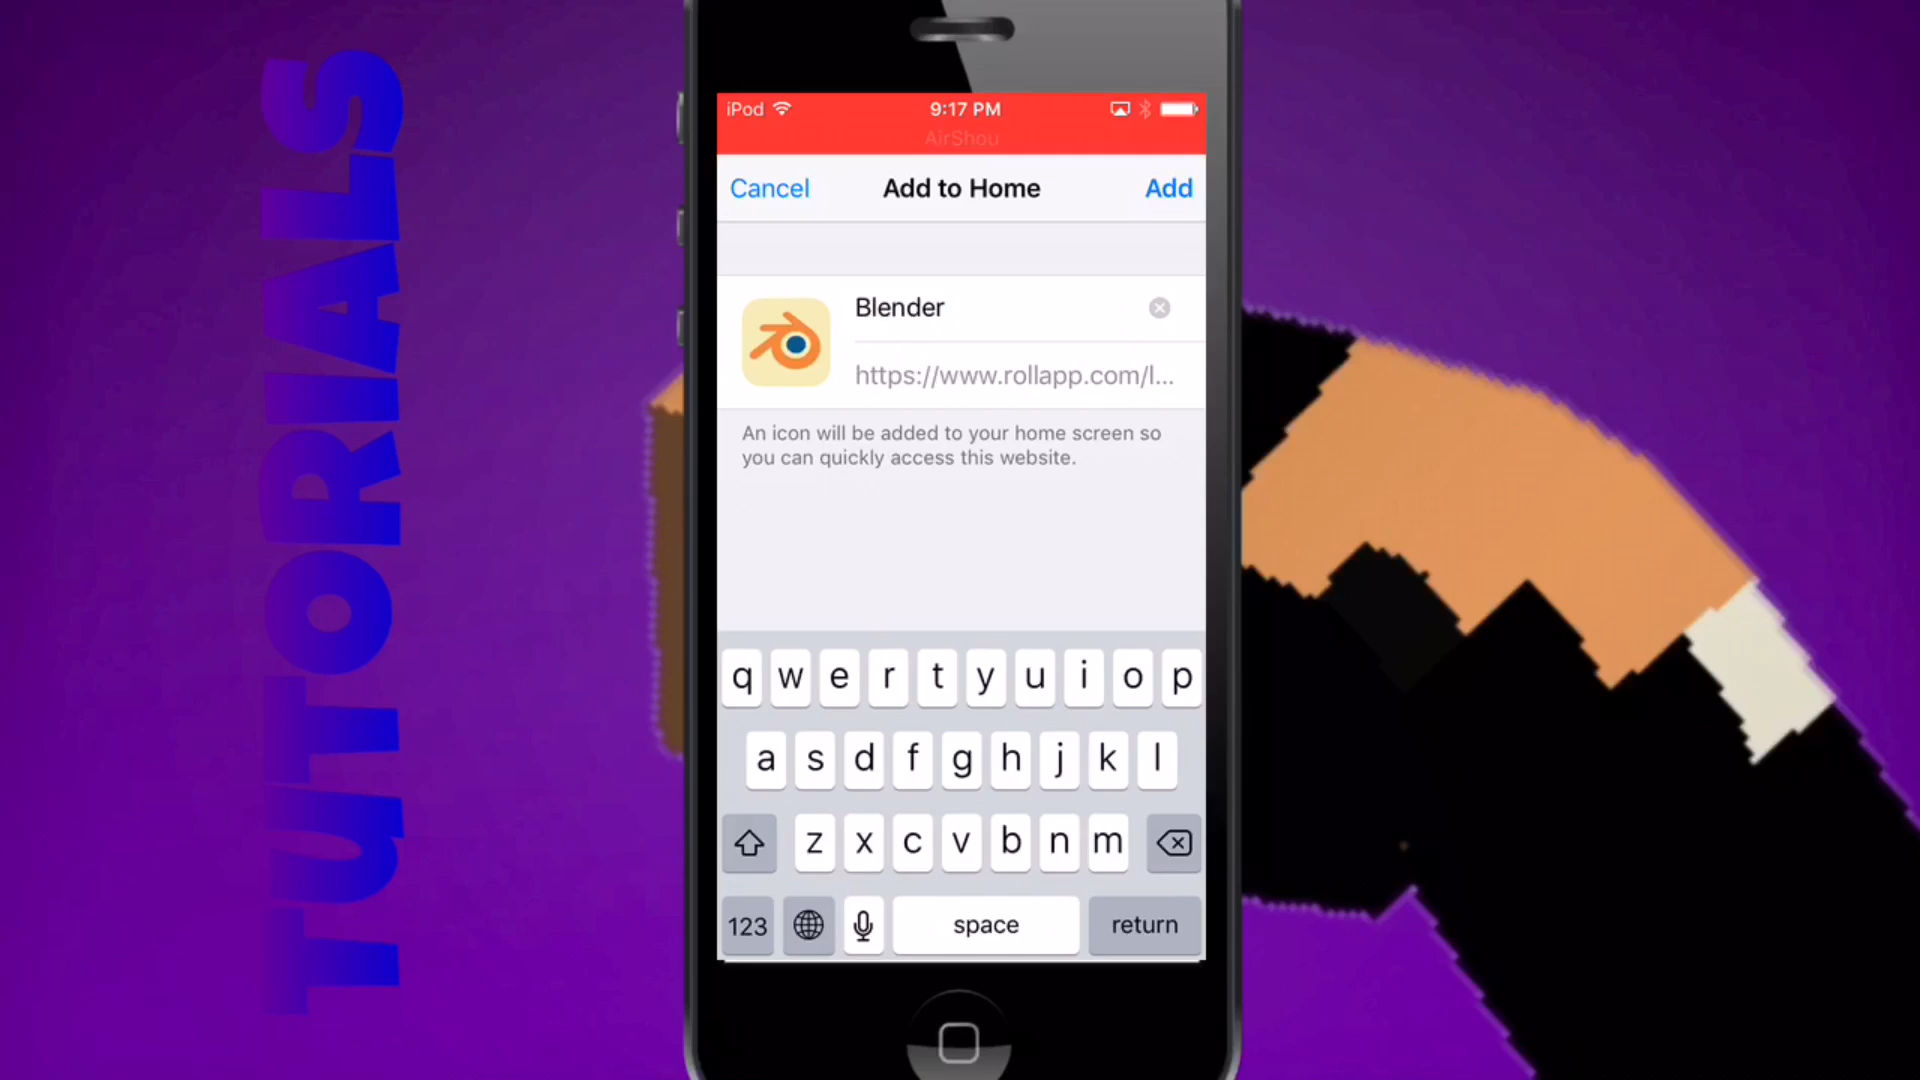 TUTORIALS
iPod 9:17 PM
AirShou
Cancel Add to Home Add
Blender
https://www.rollapp.com/l...
An icon will be added to your home screen so
you can quickly access this website.
q w e r t y u i o p
a s d f g h j k l
z x c v b n m
123 space return